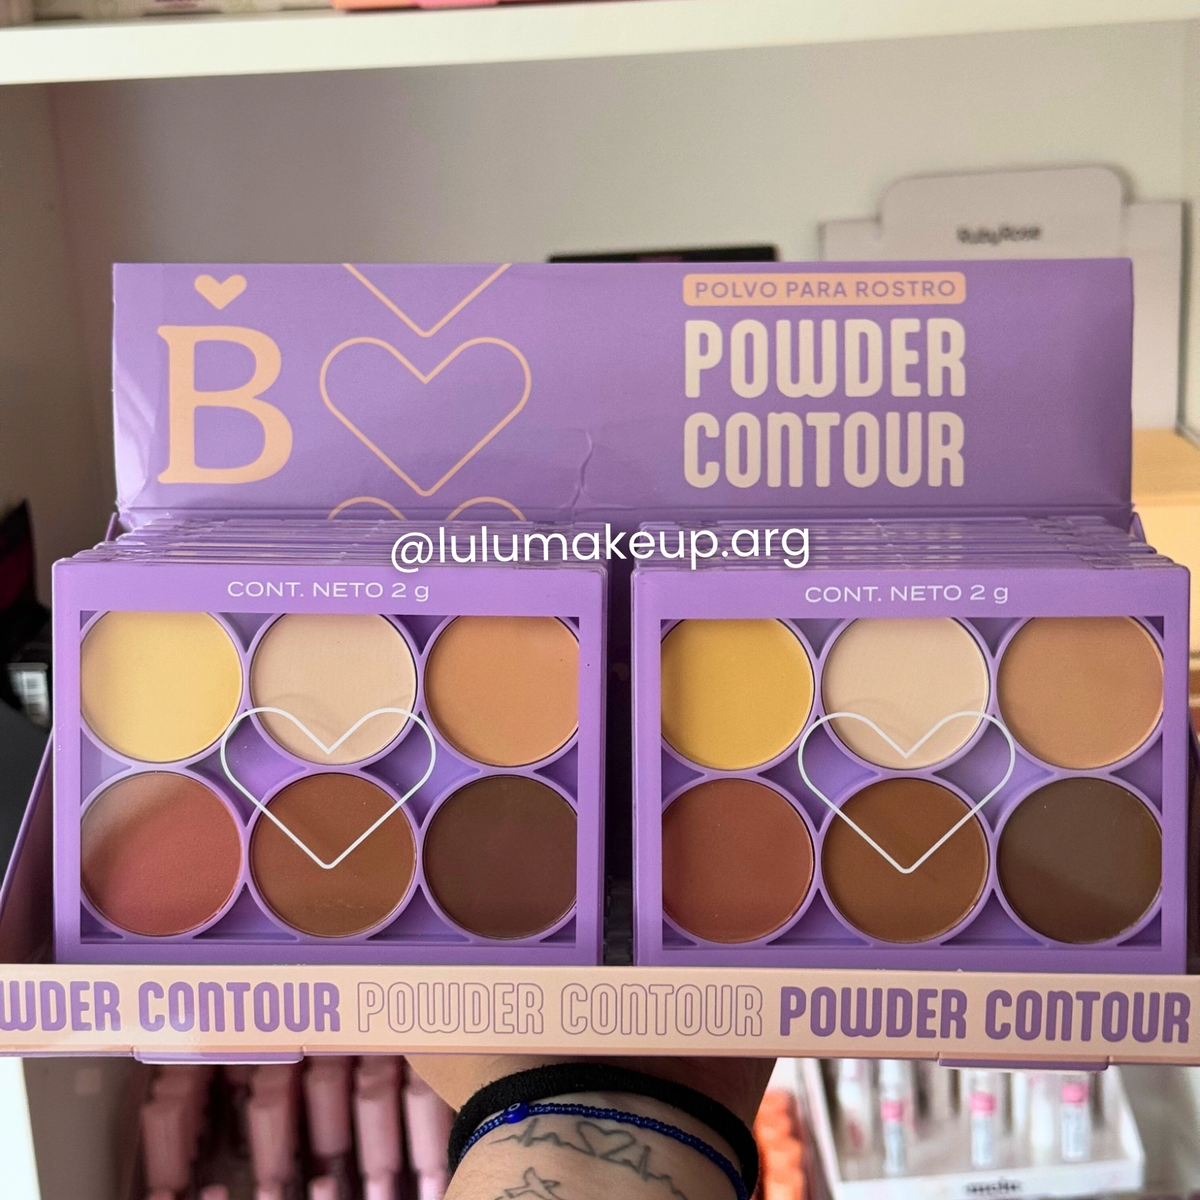 RubyRose
B
POLVO PARA ROSTRO
POWDER
CONTOUR
@lulumakeup.arg
CONT. NETO 2 g
CONT. NETO 2 g
WDER CONTOUR POWDER CONTOUR POWDER CONTOUR